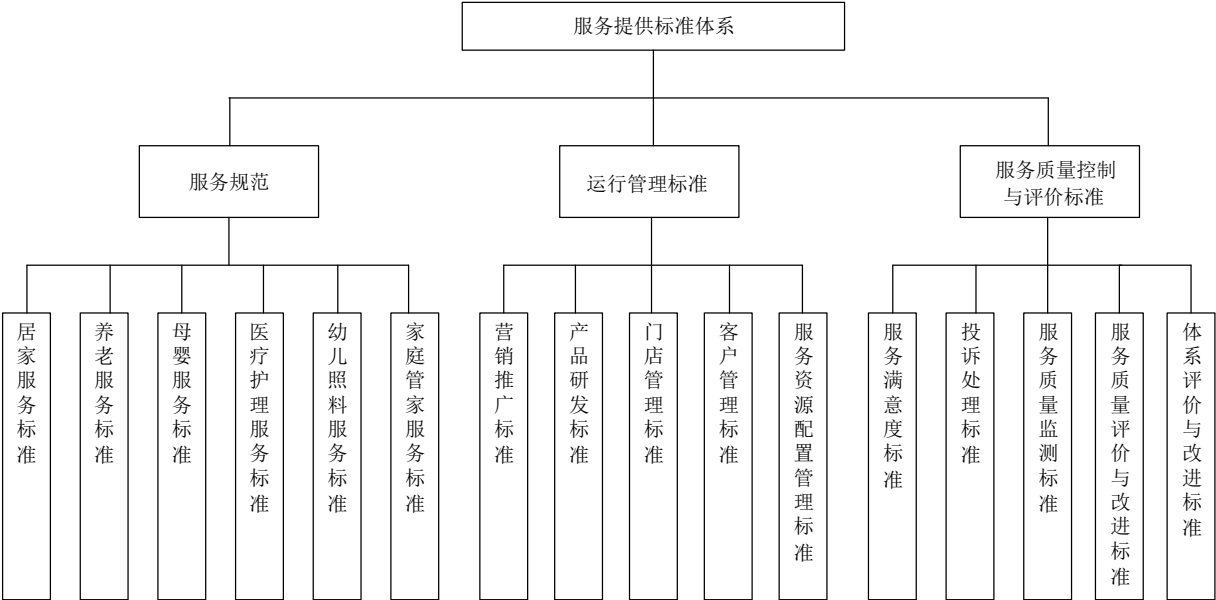 服务提供标准体系
服务规范
运行管理标准
服务质量控制
与评价标准
居家服务标准
养老服务标准
母婴服务标准
医疗护理服务标准
幼儿照料服务标准
家庭管家服务标准
营销推广标准
产品研发标准
门店管理标准
客户管理标准
服务资源配置管理标准
服务满意度标准
投诉处理标准
服务质量监测标准
服务质量评价与改进标准
体系评价与改进标准